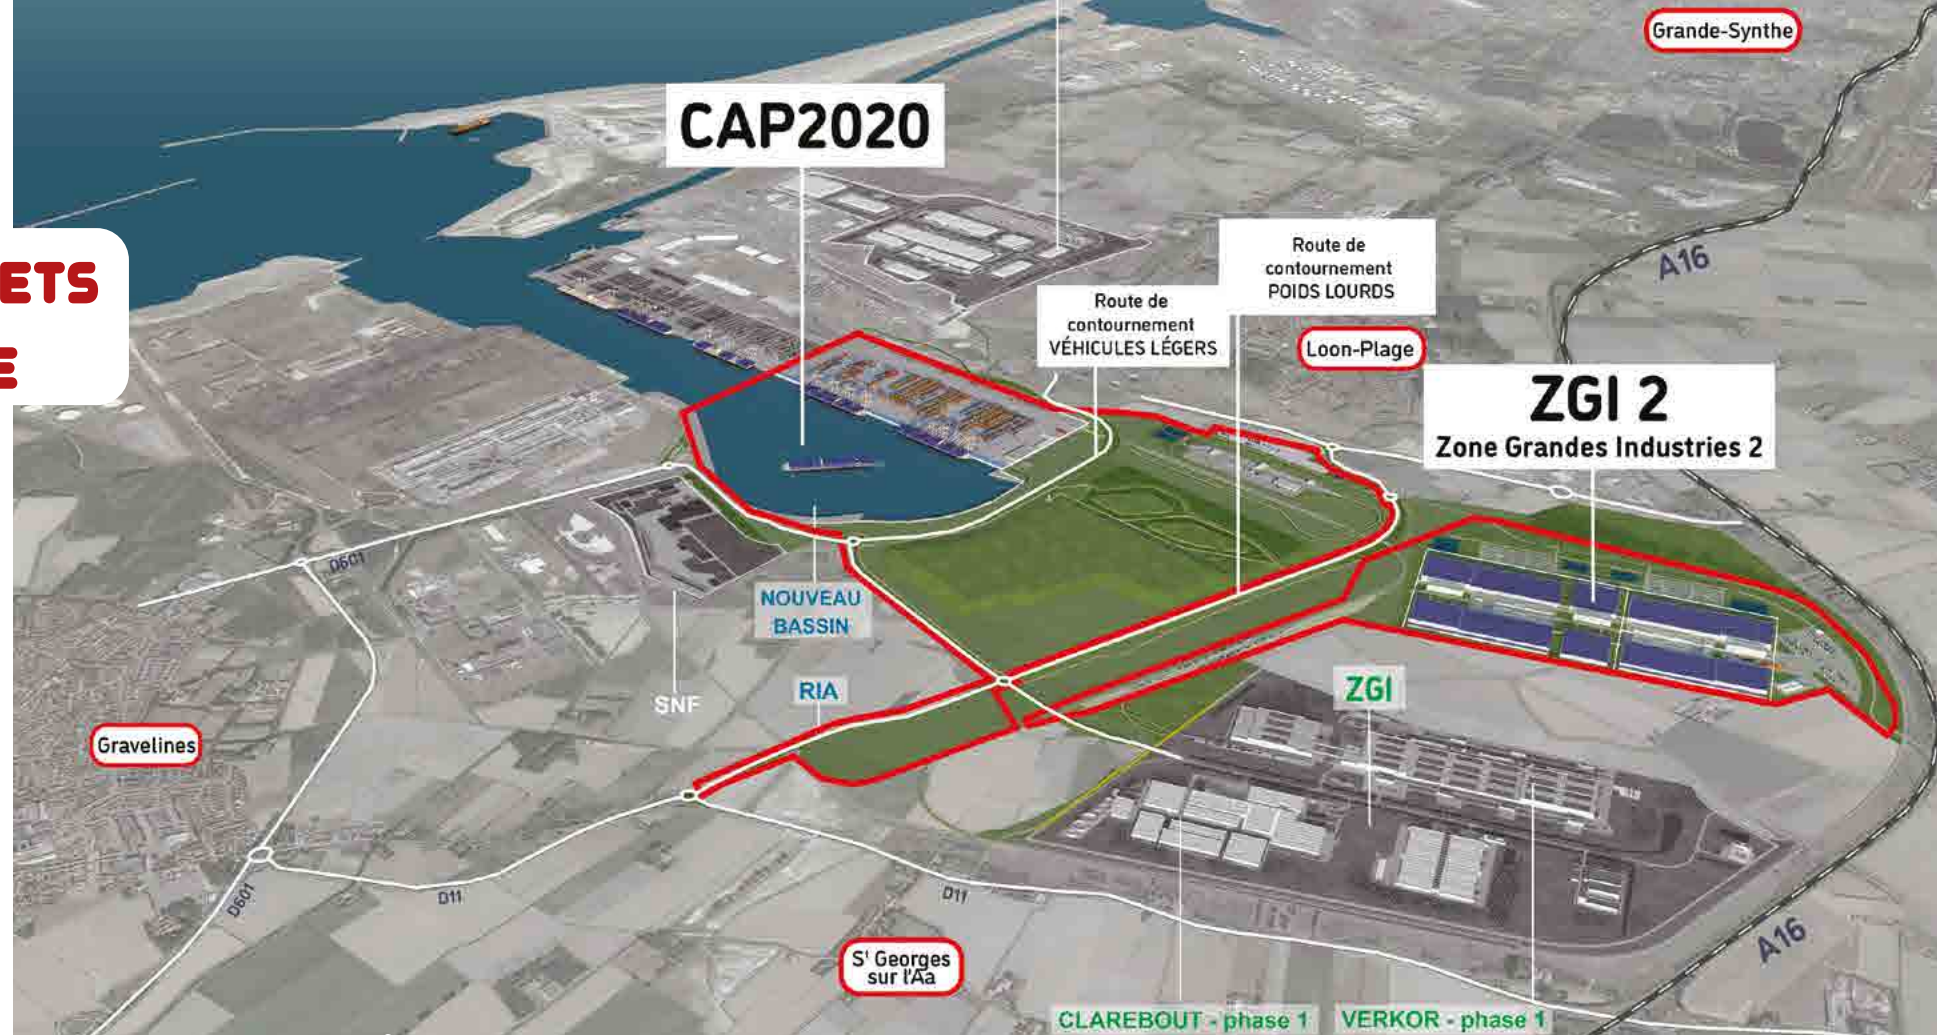 Grande-Synthe
CAP2020
A16
Route de
contournement
POIDS LOURDS
ETS
E
Route de
contournement
VÉHICULES LÉGERS
Loon-Plage
ZGI 2
Zone Grandes Industries 2
D601
NOUVEAU
BASSIN
SNF
RIA
ZGI
Gravelines
D601
D11
D11
A16
S' Georges
sur l'Aa
CLAREBOUT - phase 1
VERKOR - phase 1